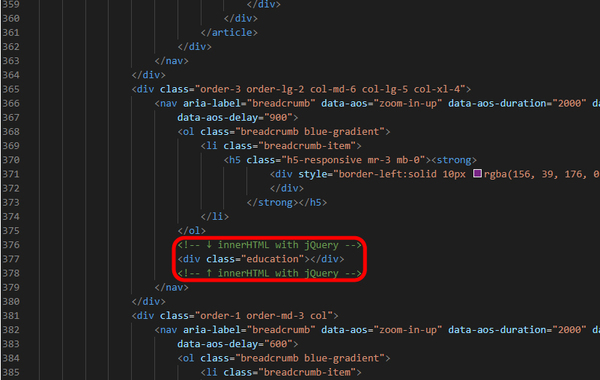 359 </div>
360 </div>
361 </article>
362 </div>
363 </nav>
364 </div>
365 <div class="order-3 order-lg-2 col-md-6 col-lg-5 col-xl-4">
366 <nav aria-label="breadcrumb" data-aos="zoom-in-up" data-aos-duration="2000" da
367 data-aos-delay="900">
368 <ol class="breadcrumb blue-gradient">
369 <li class="breadcrumb-item">
370 <h5 class="h5-responsive mr-3 mb-0"><strong>
371 <div style="border-left:solid 10px rgba(156, 39, 176, 0
372 </div>
373 </strong></h5>
374 </li>
375 </ol>
376 <!-- ↓ innerHTML with jQuery -->
377 <div class="education"></div>
378 <!-- ↑ innerHTML with jQuery -->
379 </nav>
380 </div>
381 <div class="order-1 order-md-3 col">
382 <nav aria-label="breadcrumb" data-aos="zoom-in-up" data-aos-duration="2000" da
383 data-aos-delay="600">
384 <ol class="breadcrumb blue-gradient">
385 <li class="breadcrumb-item">